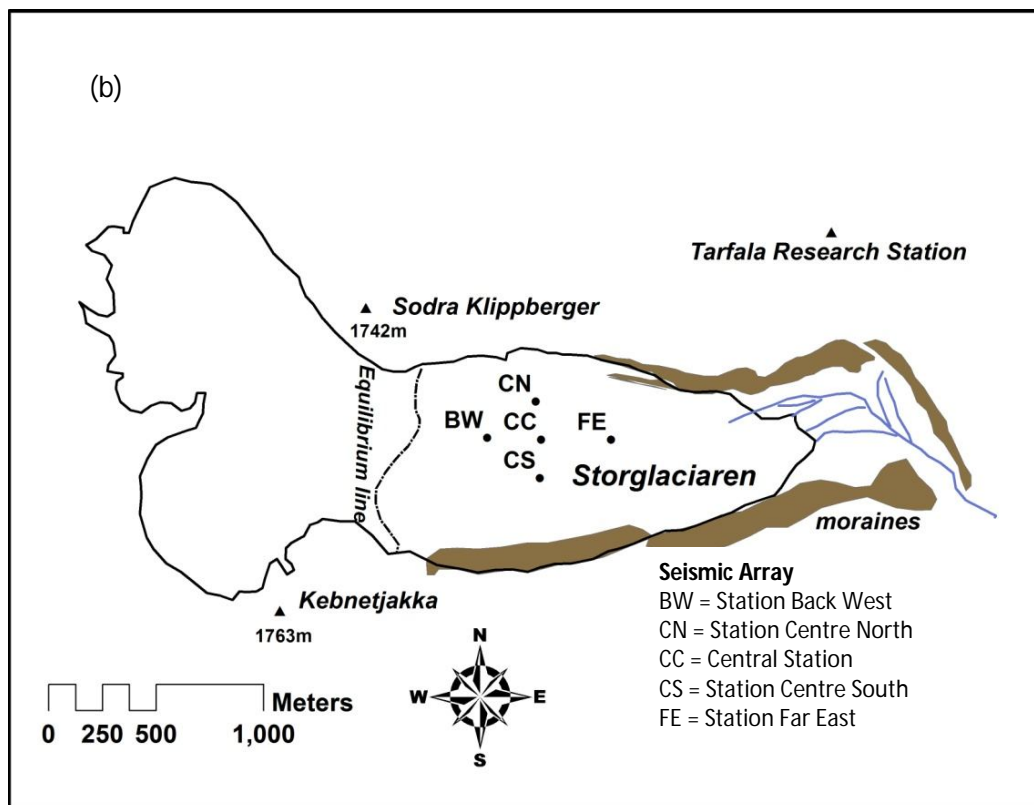 (b)
Tarfala Research Station
Sodra Klippberger
1742m
Equilibrium line
CN
BW CC FE
CS
Storglaciaren
moraines
Kebnetjakka
1763m
Seismic Array
BW = Station Back West
CN = Station Centre North
CC = Central Station
CS = Station Centre South
FE = Station Far East
N
W E
S
Meters
0 250 500 1,000